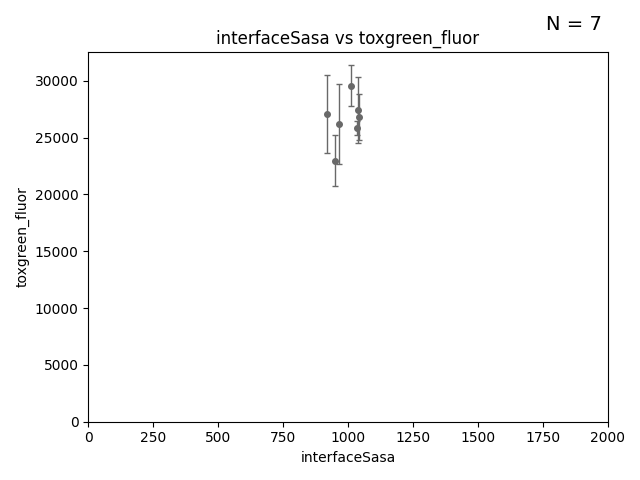 N = 7
interfaceSasa vs toxgreen_fluor
30000
25000
20000
15000
10000
5000
0
toxgreen_fluor
0 250 500 750 1000 1250 1500 1750 2000
interfaceSasa